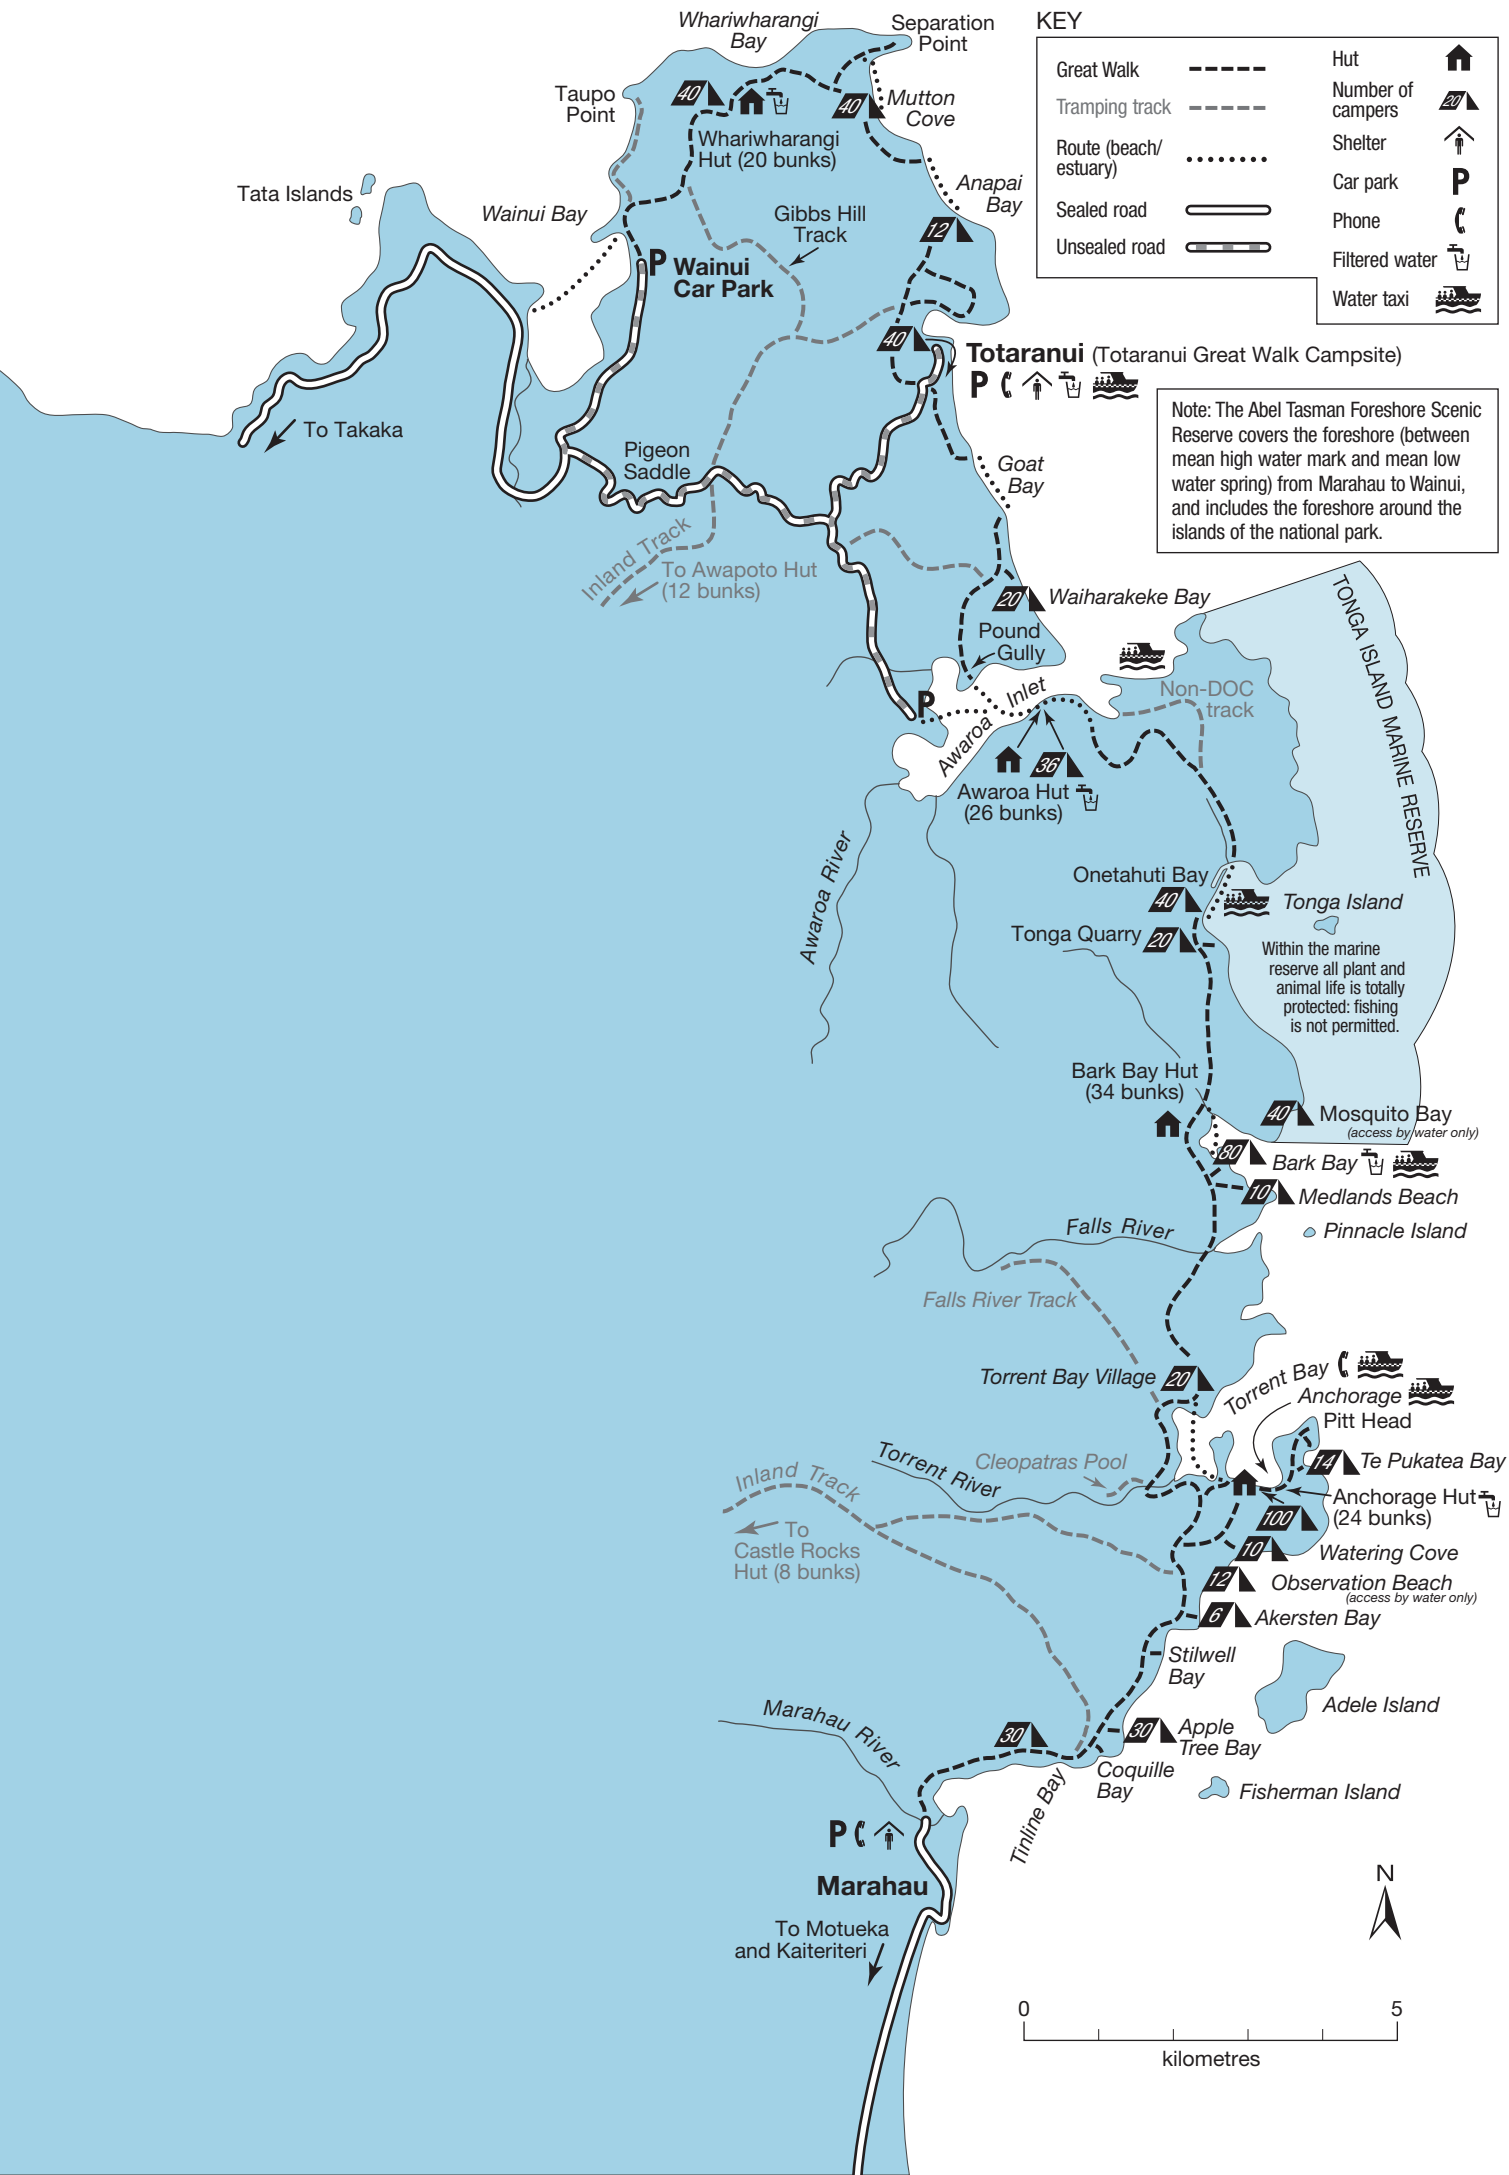 Whariwharangi
Bay
Separation
Point
KEY
Great Walk
Tramping track
Route (beach/
estuary)
Sealed road
Unsealed road
Hut
Number of
campers
20
Shelter
Car park
P
Phone
Filtered water
Water taxi
Taupo
Point
40
40
Mutton
Cove
Whariwharangi
Hut (20 bunks)
Tata Islands
Wainui Bay
Anapai
Bay
Gibbs Hill
Track
12
P Wainui
Car Park
40
Totaranui (Totaranui Great Walk Campsite)
P
Note: The Abel Tasman Foreshore Scenic
Reserve covers the foreshore (between
mean high water mark and mean low
water spring) from Marahau to Wainui,
and includes the foreshore around the
islands of the national park.
To Takaka
Pigeon
Saddle
Goat
Bay
Inland Track
To Awapoto Hut
(12 bunks)
20
Waiharakeke Bay
Pound
Gully
TONGA ISLAND MARINE RESERVE
P
Awaroa Inlet
Non-DOC
track
36
Awaroa Hut
(26 bunks)
Awaroa River
Onetahuti Bay
40
Tonga Island
Tonga Quarry
20
Within the marine
reserve all plant and
animal life is totally
protected: fishing
is not permitted.
Bark Bay Hut
(34 bunks)
40
Mosquito Bay
(access by water only)
80
Bark Bay
10
Medlands Beach
Falls River
Pinnacle Island
Falls River Track
Torrent Bay Village
20
Torrent Bay
Anchorage
Pitt Head
Cleopatras Pool
Torrent River
14
Te Pukatea Bay
Inland Track
Anchorage Hut
(24 bunks)
100
To
Castle Rocks
Hut (8 bunks)
10
Watering Cove
12
Observation Beach
(access by water only)
6
Akersten Bay
Stilwell
Bay
Adele Island
Marahau River
30
30
Apple
Tree Bay
Coquille
Bay
Tinline Bay
Fisherman Island
P
Marahau
N
To Motueka
and Kaiteriteri
0
5
kilometres